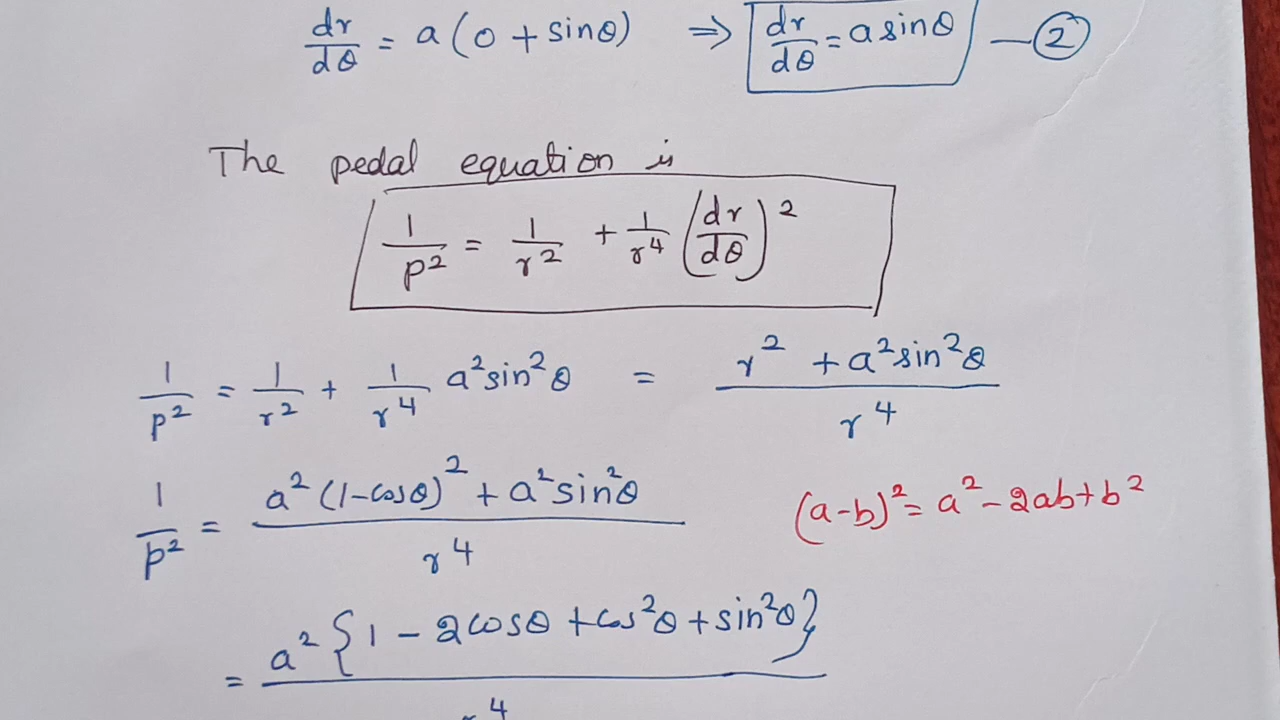 dr/dθ = a(0 + sinθ) ⇒ dr/dθ = a sinθ — ②
The pedal equation is
1/p² = 1/r² + 1/r⁴ (dr/dθ)²
1/p² = 1/r² + 1/r⁴ a²sin²θ = (r² + a²sin²θ)/r⁴
1/p² = (a²(1-cosθ)² + a²sin²θ)/r⁴ (a-b)² = a² - 2ab + b²
= a²{1 - 2cosθ + cos²θ + sin²θ}/r⁴